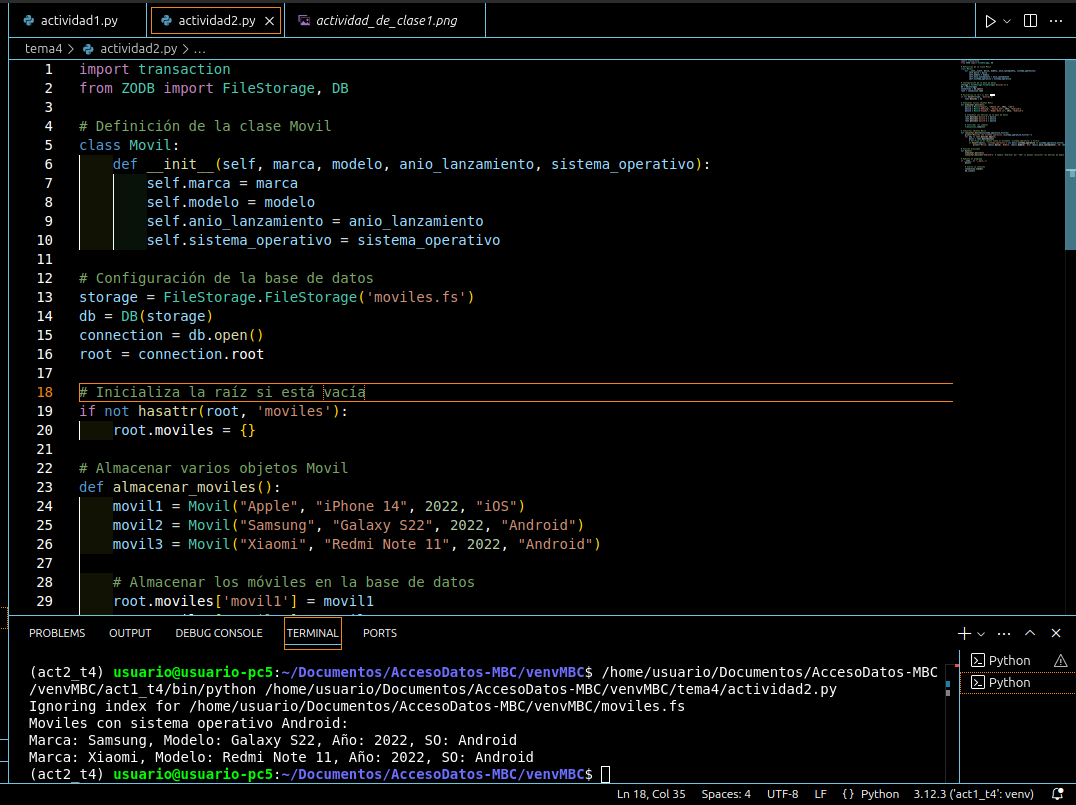 actividad1.py
actividad2.py
actividad_de_clase1.png
tema4 > actividad2.py > ...
1 import transaction
2 from ZODB import FileStorage, DB
3
4 # Definición de la clase Movil
5 class Movil:
6 def __init__(self, marca, modelo, anio_lanzamiento, sistema_operativo):
7 self.marca = marca
8 self.modelo = modelo
9 self.anio_lanzamiento = anio_lanzamiento
10 self.sistema_operativo = sistema_operativo
11
12 # Configuración de la base de datos
13 storage = FileStorage.FileStorage('moviles.fs')
14 db = DB(storage)
15 connection = db.open()
16 root = connection.root
17
18 # Inicializa la raíz si está vacía
19 if not hasattr(root, 'moviles'):
20 root.moviles = {}
21
22 # Almacenar varios objetos Movil
23 def almacenar_moviles():
24 movil1 = Movil("Apple", "iPhone 14", 2022, "iOS")
25 movil2 = Movil("Samsung", "Galaxy S22", 2022, "Android")
26 movil3 = Movil("Xiaomi", "Redmi Note 11", 2022, "Android")
27
28 # Almacenar los móviles en la base de datos
29 root.moviles['movil1'] = movil1
PROBLEMS OUTPUT DEBUG CONSOLE TERMINAL PORTS
(act2_t4) usuario@usuario-pc5:~/Documentos/AccesoDatos-MBC/venvMBC$ /home/usuario/Documentos/AccesoDatos-MBC
/venvMBC/act1_t4/bin/python /home/usuario/Documentos/AccesoDatos-MBC/venvMBC/tema4/actividad2.py
Ignoring index for /home/usuario/Documentos/AccesoDatos-MBC/venvMBC/moviles.fs
Moviles con sistema operativo Android:
Marca: Samsung, Modelo: Galaxy S22, Año: 2022, SO: Android
Marca: Xiaomi, Modelo: Redmi Note 11, Año: 2022, SO: Android
(act2_t4) usuario@usuario-pc5:~/Documentos/AccesoDatos-MBC/venvMBC$
Python
Python
Ln 18, Col 35 Spaces: 4 UTF-8 LF {} Python 3.12.3 ('act1_t4': venv)